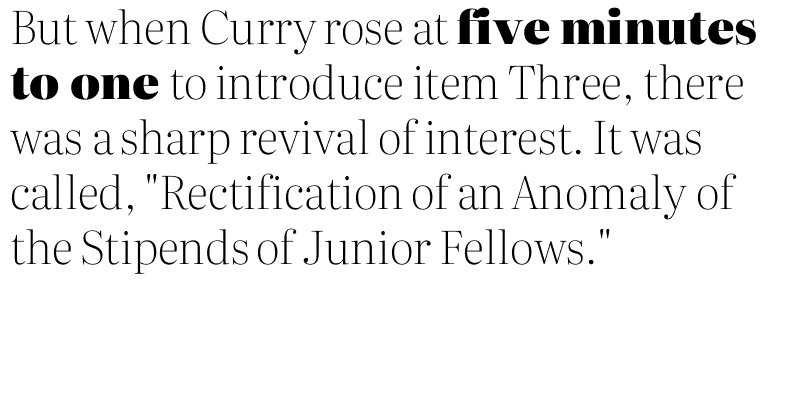 But when Curry rose at five minutes
to one to introduce item Three, there
was a sharp revival of interest. It was
called, "Rectification of an Anomaly of
the Stipends of Junior Fellows."